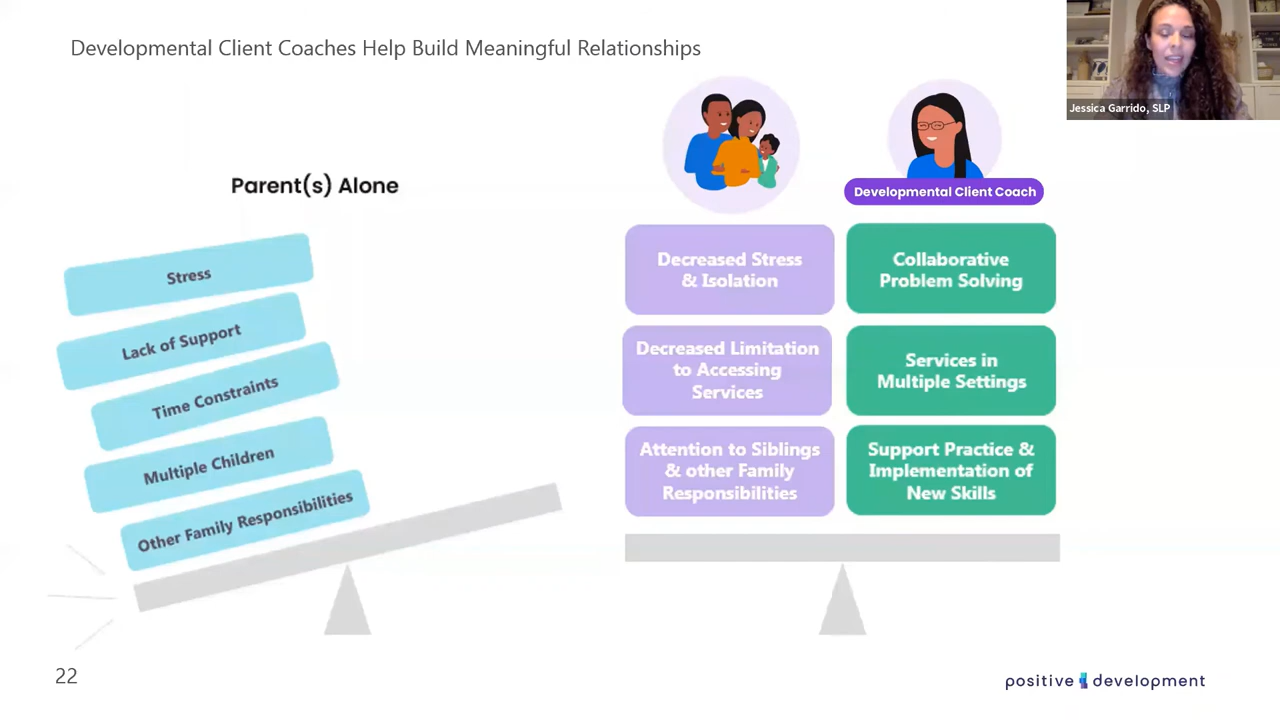 Developmental Client Coaches Help Build Meaningful Relationships
Jessica Garrido, SLP
Parent(s) Alone
Stress
Lack of Support
Time Constraints
Multiple Children
Other Family Responsibilities
Developmental Client Coach
Decreased Stress
& Isolation
Collaborative
Problem Solving
Decreased Limitation
to Accessing
Services
Services in
Multiple Settings
Attention to Siblings
& other Family
Responsibilities
Support Practice &
Implementation of
New Skills
22
positive development